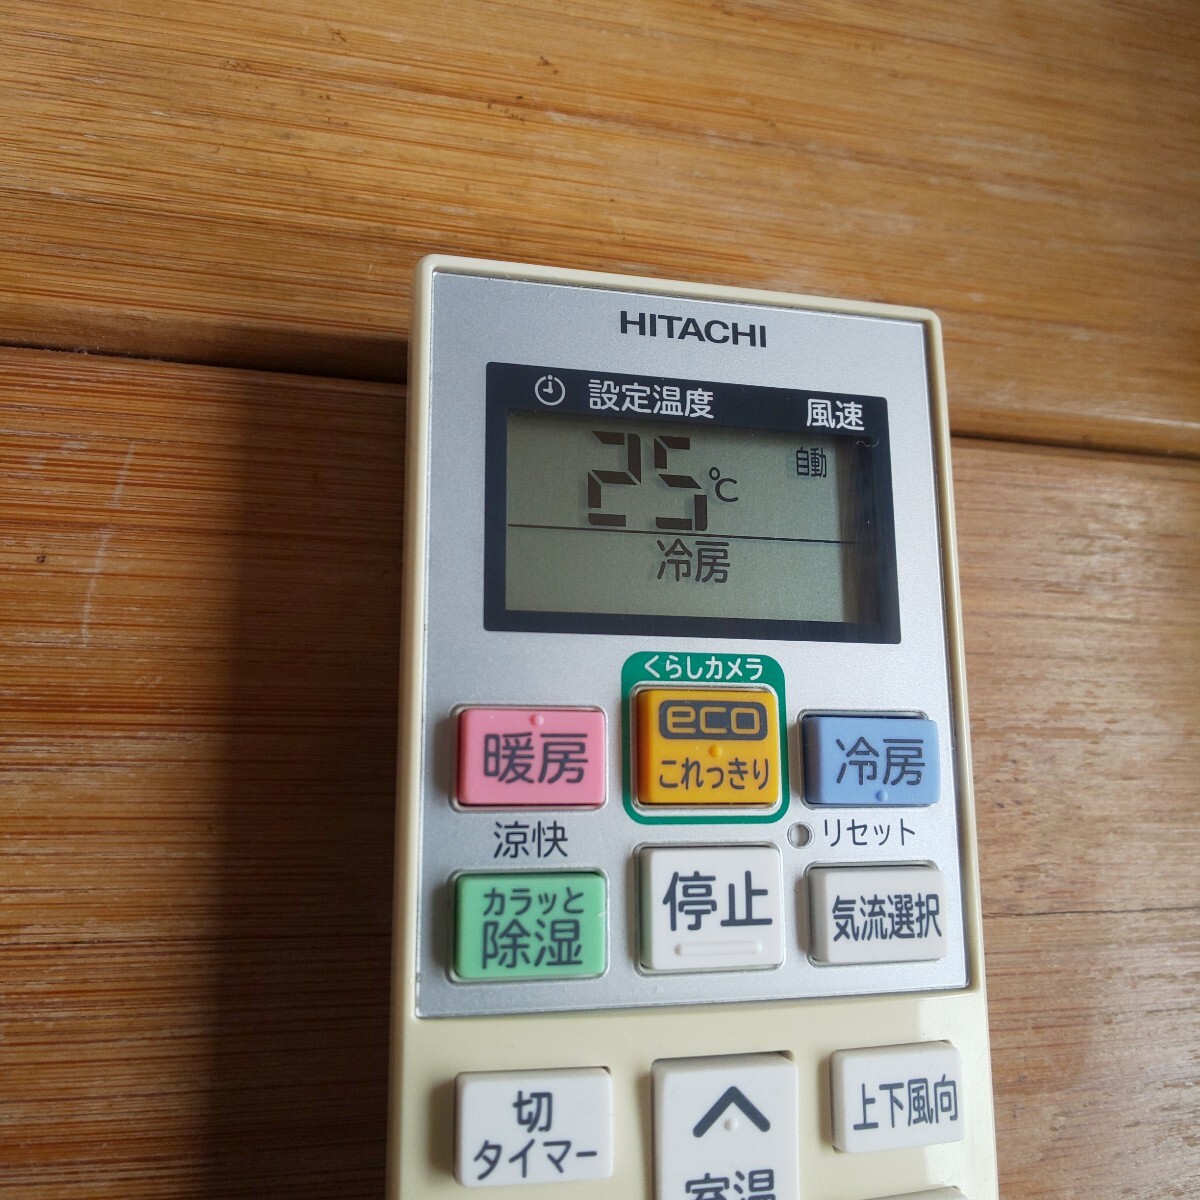 HITACHI
設定温度 風速
25℃ 自動
冷房
くらしカメラ
暖房
eco
これっきり
冷房
涼快
リセット
カラッと
除湿
停止
気流選択
切
タイマー
上下風向
室温